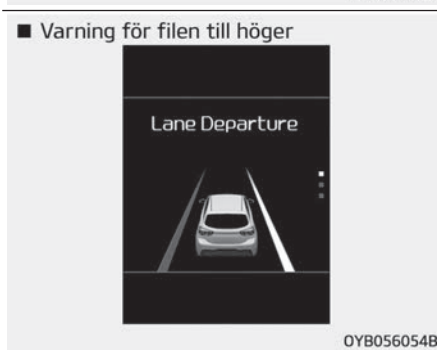 ■ Varning för filen till höger
Lane Departure
OYB056054B